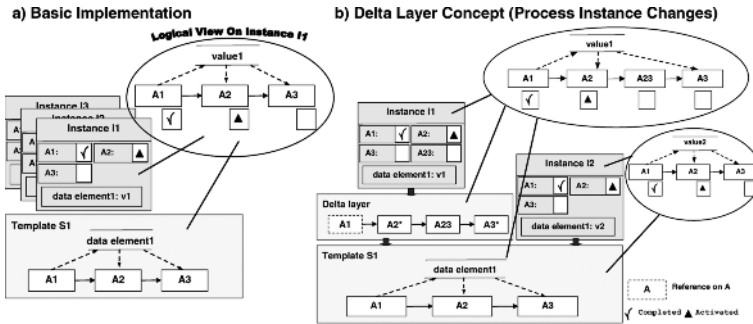 a) Basic Implementation
Logical View On Instance I1
value1
A1 A2 A3
Instance I3
Instance I1
A1: A2:
A3:
data element1: v1
Template S1
data element1
A1 A2 A3
b) Delta Layer Concept (Process Instance Changes)
value1
A1 A2 A23 A3
Instance I1
A1: A2:
A3: A23:
data element1: v1
Instance I2
A1: A2:
A3:
data element1: v2
value2
A1 A2 A3
Delta layer
A1 A2* A23 A3*
Template S1
data element1
A1 A2 A3
A Reference on A
Completed Activated